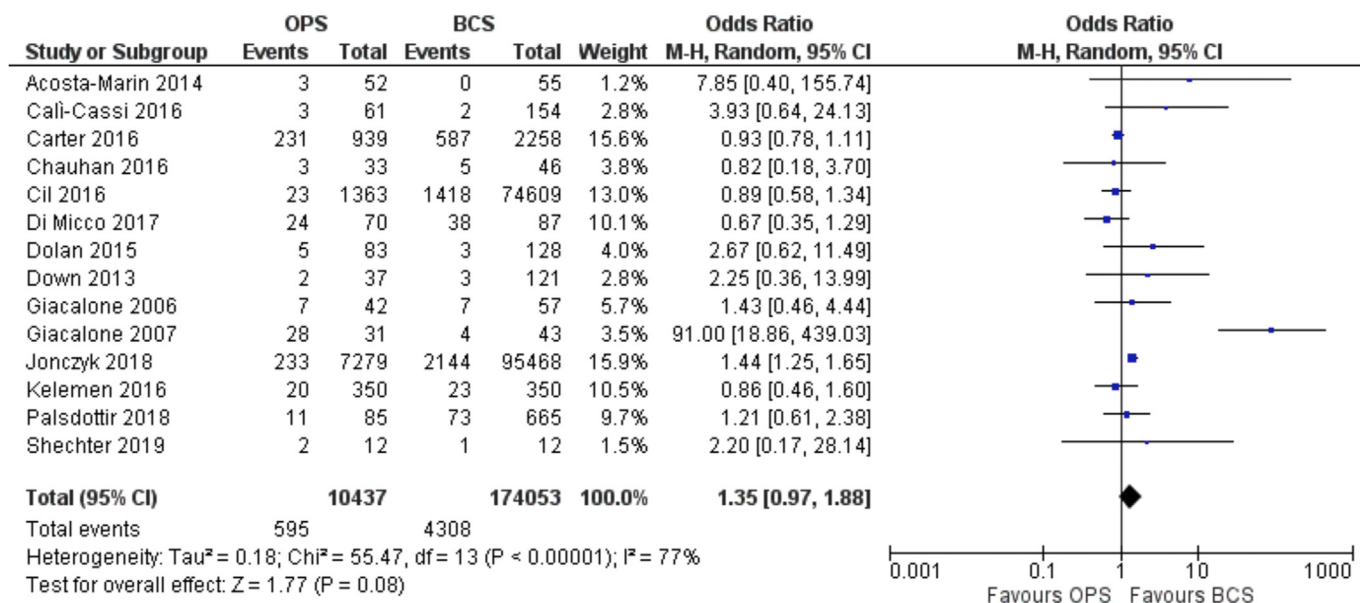 OPS BCS Odds Ratio Odds Ratio
Study or Subgroup Events Total Events Total Weight M-H, Random, 95% CI M-H, Random, 95% CI
Acosta-Marin 2014 3 52 0 55 1.2% 7.85 [0.40, 155.74]
Calì-Cassi 2016 3 61 2 154 2.8% 3.93 [0.64, 24.13]
Carter 2016 231 939 587 2258 15.6% 0.93 [0.78, 1.11]
Chauhan 2016 3 33 5 46 3.8% 0.82 [0.18, 3.70]
Cil 2016 23 1363 1418 74609 13.0% 0.89 [0.58, 1.34]
Di Micco 2017 24 70 38 87 10.1% 0.67 [0.35, 1.29]
Dolan 2015 5 83 3 128 4.0% 2.67 [0.62, 11.49]
Down 2013 2 37 3 121 2.8% 2.25 [0.36, 13.99]
Giacalone 2006 7 42 7 57 5.7% 1.43 [0.46, 4.44]
Giacalone 2007 28 31 4 43 3.5% 91.00 [18.86, 439.03]
Jonczyk 2018 233 7279 2144 95468 15.9% 1.44 [1.25, 1.65]
Kelemen 2016 20 350 23 350 10.5% 0.86 [0.46, 1.60]
Palsdottir 2018 11 85 73 665 9.7% 1.21 [0.61, 2.38]
Shechter 2019 2 12 1 12 1.5% 2.20 [0.17, 28.14]
Total (95% CI) 10437 174053 100.0% 1.35 [0.97, 1.88]
Total events 595 4308
Heterogeneity: Tau² = 0.18; Chi² = 55.47, df = 13 (P < 0.00001); I² = 77%
Test for overall effect: Z = 1.77 (P = 0.08)
0.001 0.1 1 10 1000
Favours OPS Favours BCS